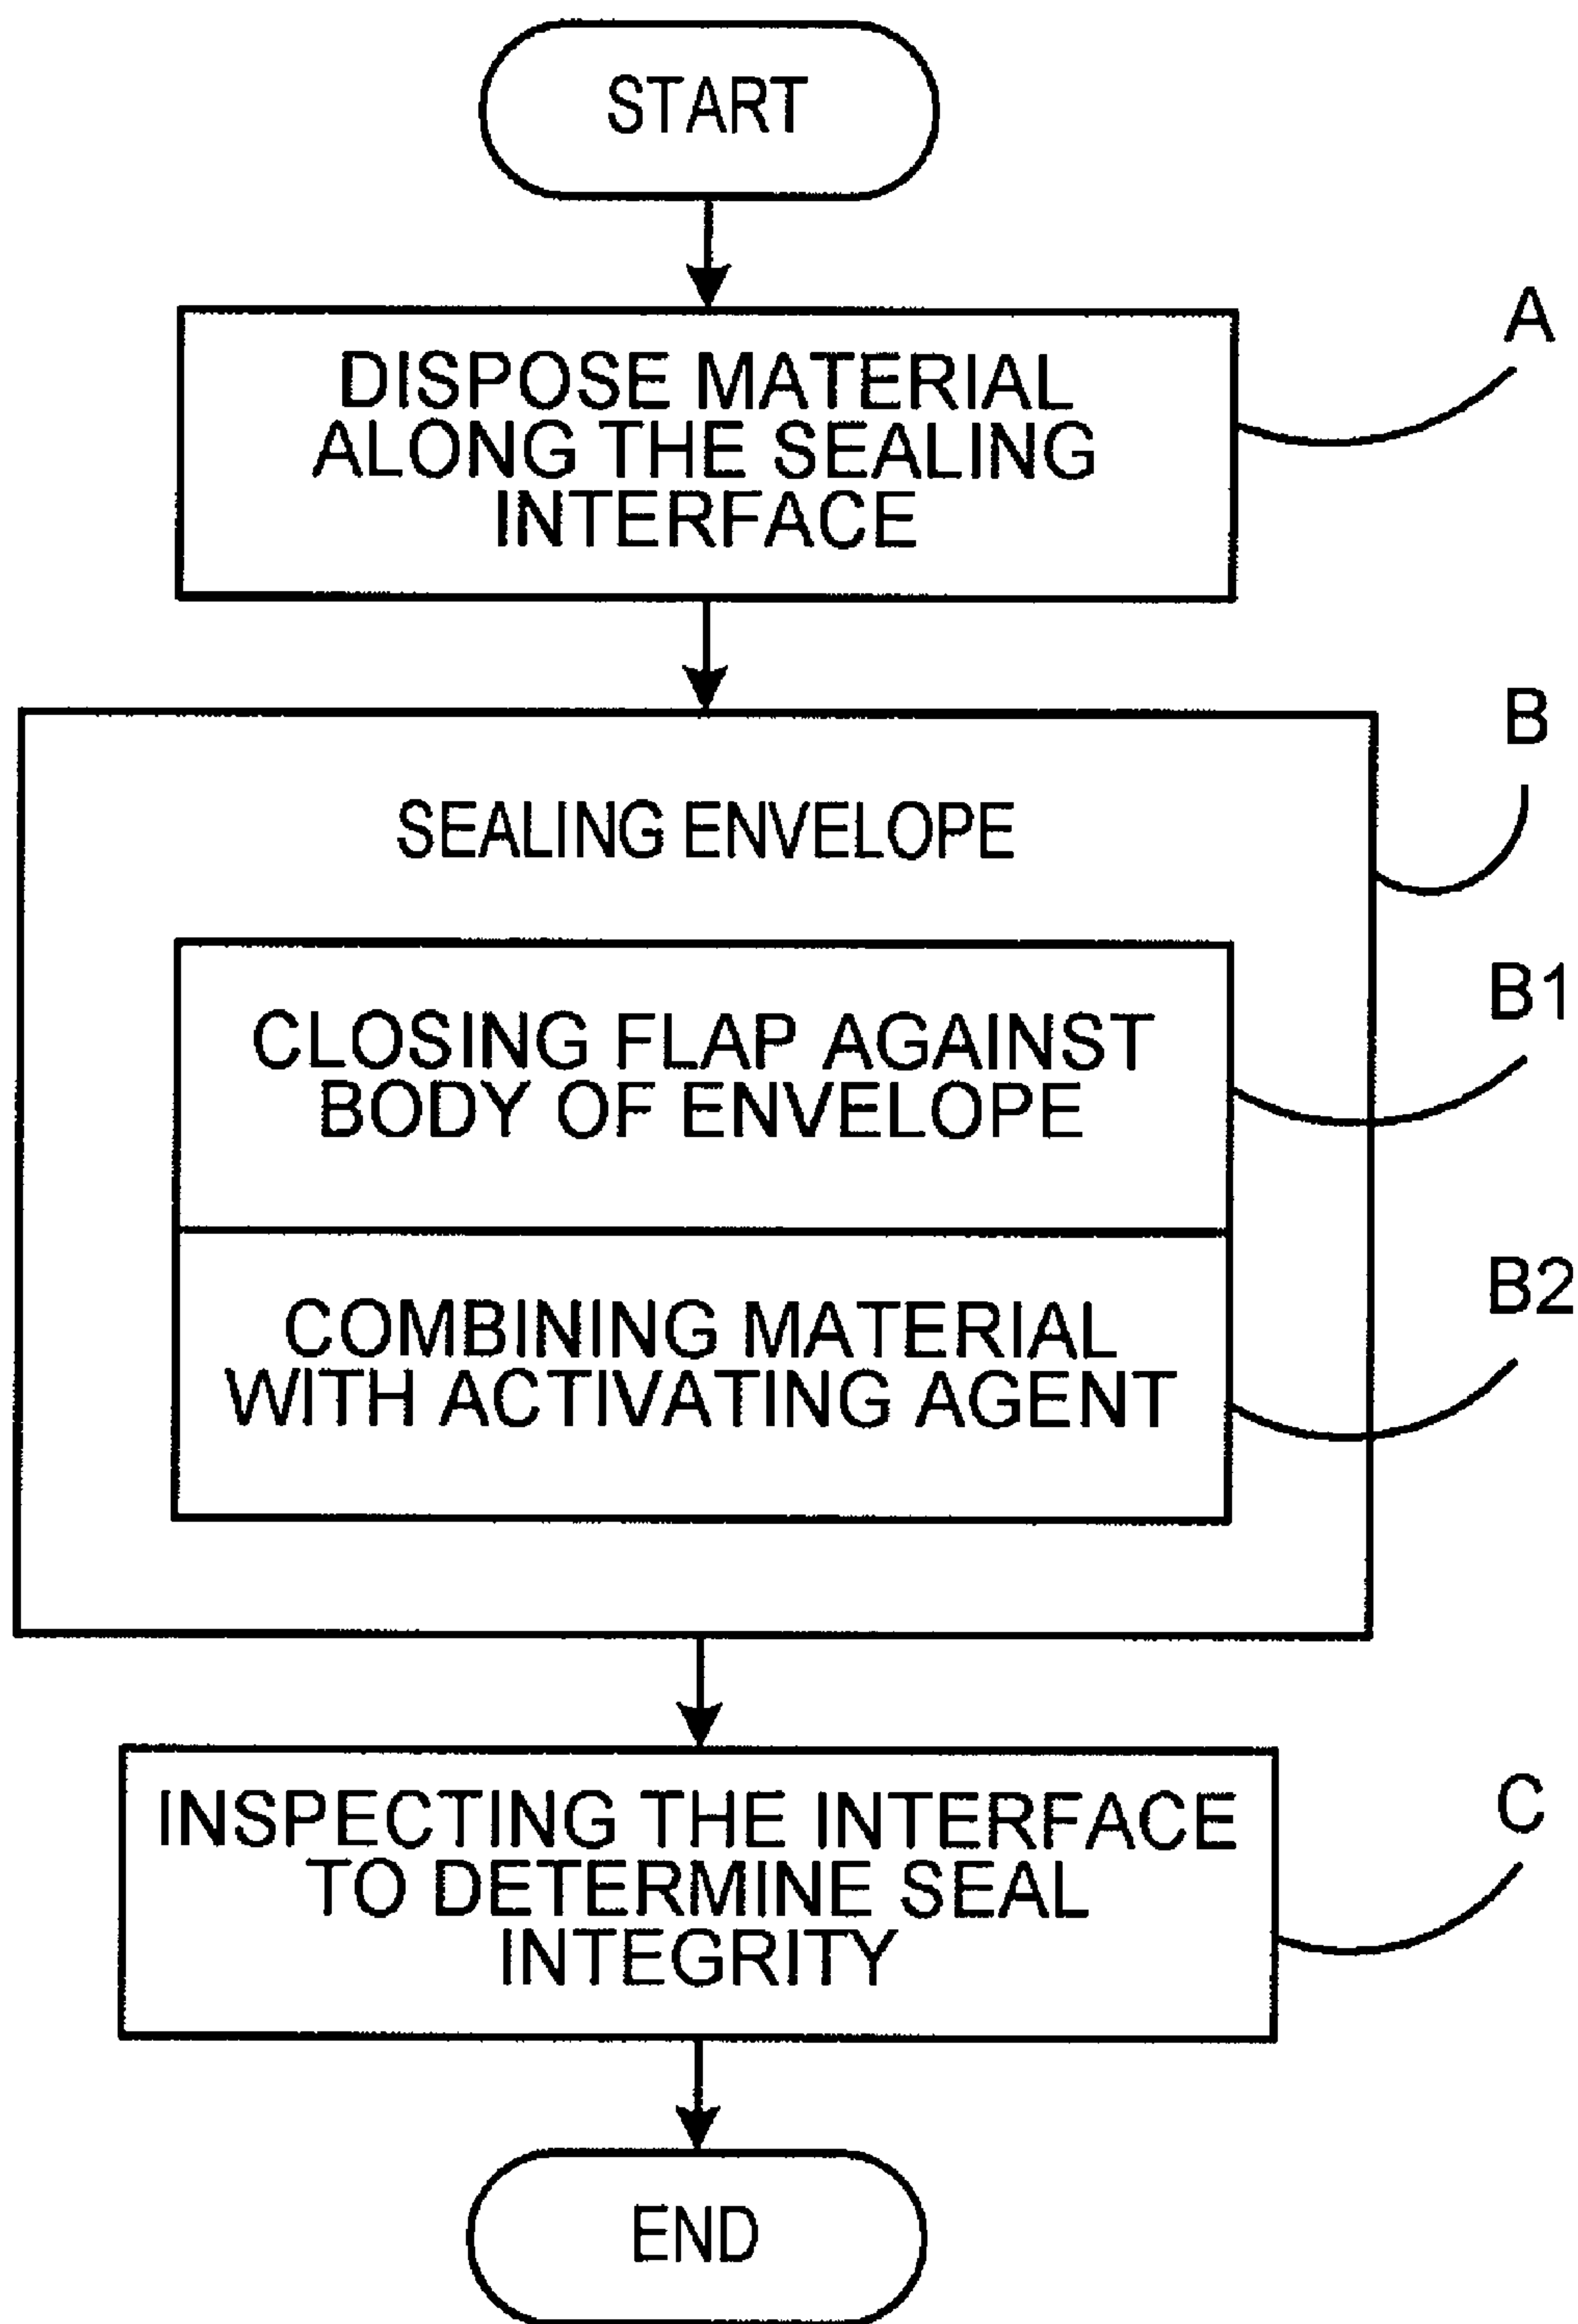 START
DISPOSE MATERIAL
ALONG THE SEALING
INTERFACE
A
SEALING ENVELOPE
B
CLOSING FLAP AGAINST
BODY OF ENVELOPE
B1
COMBINING MATERIAL
WITH ACTIVATING AGENT
B2
INSPECTING THE INTERFACE
TO DETERMINE SEAL
INTEGRITY
C
END